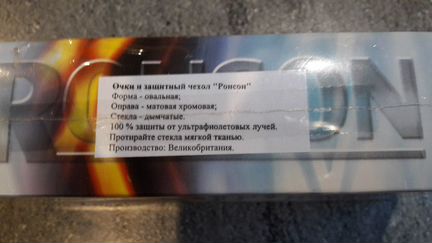 RONSON
Очки и защитный чехол "Ронсон"
Форма - овальная;
Оправа - матовая хромовая;
Стекла - дымчатые.
100 % защиты от ультрафиолетовых лучей.
Протирайте стекла мягкой тканью.
Производство: Великобритания.